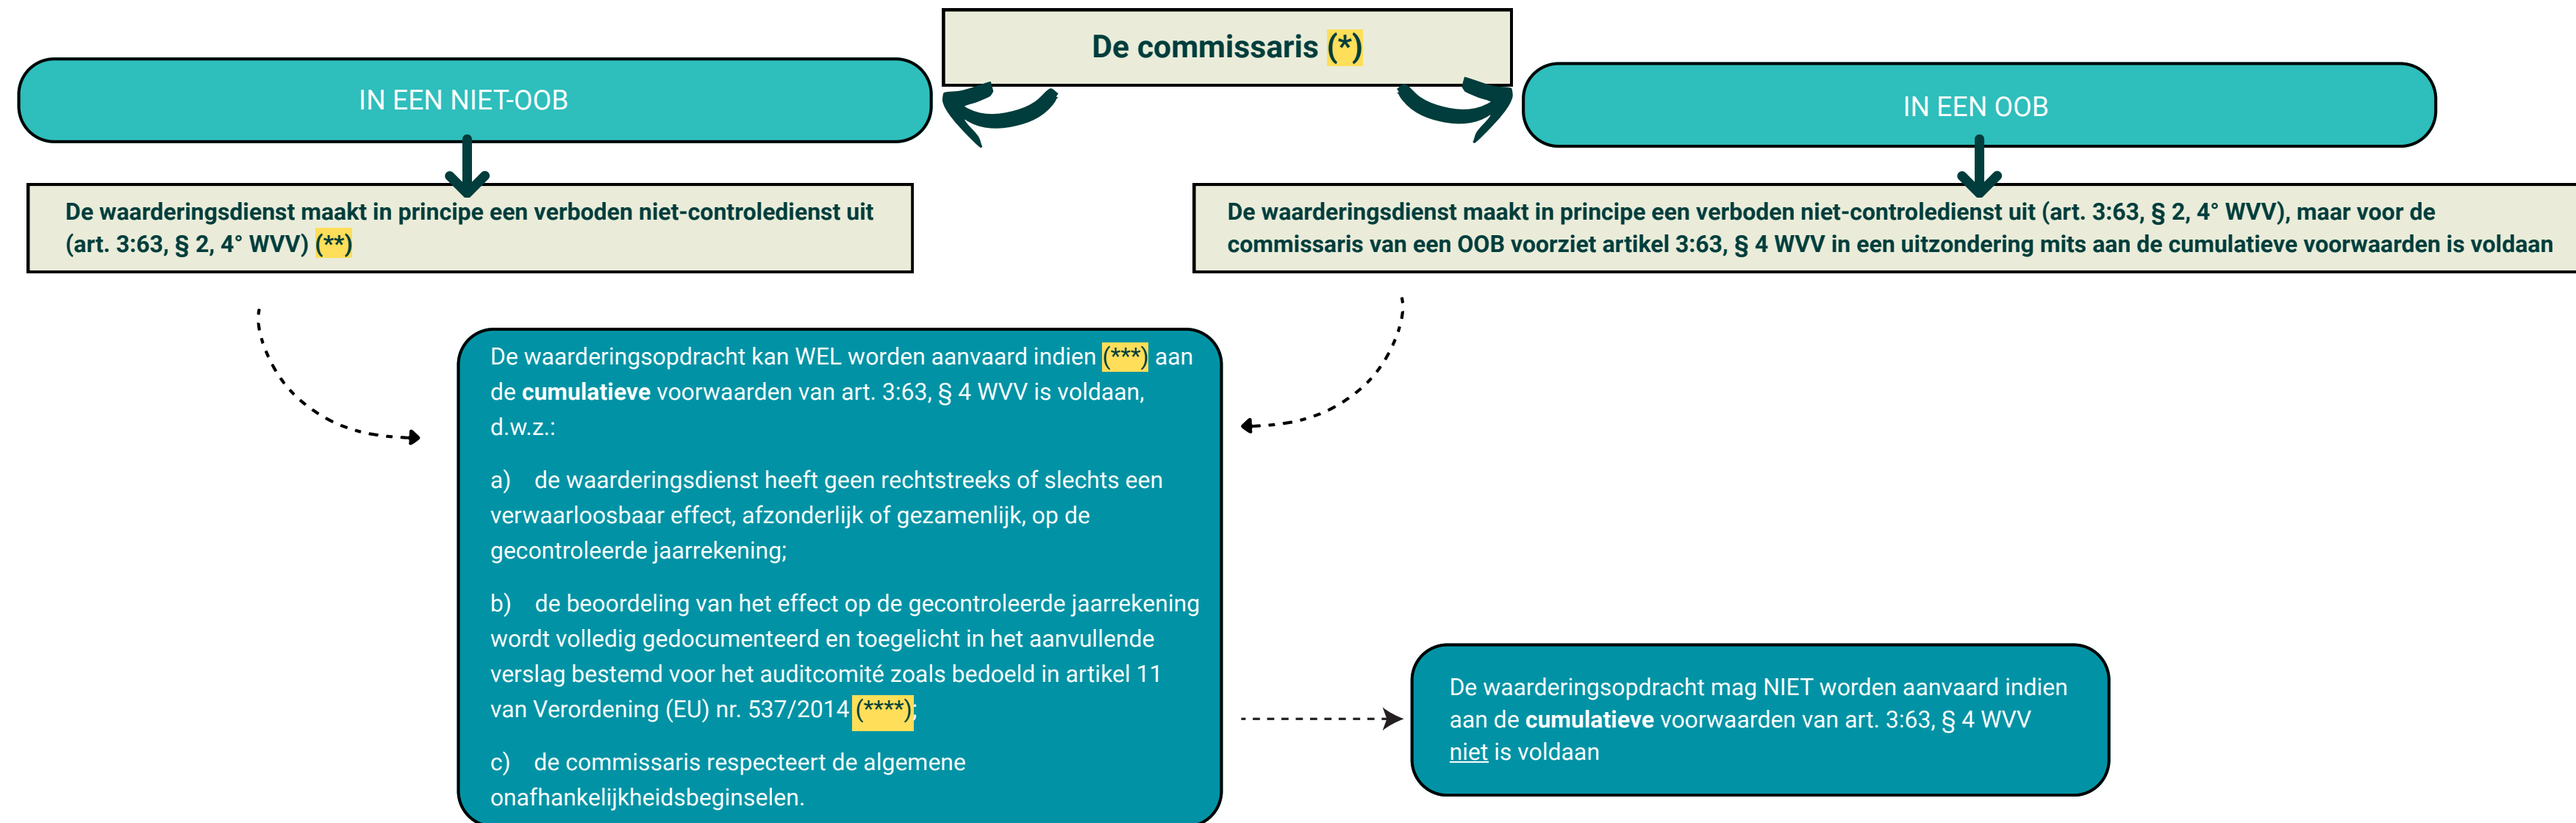 De commissaris (*)
IN EEN NIET-OOB
IN EEN OOB
De waarderingsdienst maakt in principe een verboden niet-controledienst uit
(art. 3:63, § 2, 4° WVV) (**)
De waarderingsdienst maakt in principe een verboden niet-controledienst uit (art. 3:63, § 2, 4° WVV), maar voor de
commissaris van een OOB voorziet artikel 3:63, § 4 WVV in een uitzondering mits aan de cumulatieve voorwaarden is voldaan
De waarderingsopdracht kan WEL worden aanvaard indien (***) aan
de cumulatieve voorwaarden van art. 3:63, § 4 WVV is voldaan,
d.w.z.:
a) de waarderingsdienst heeft geen rechtstreeks of slechts een
verwaarloosbaar effect, afzonderlijk of gezamenlijk, op de
gecontroleerde jaarrekening;
b) de beoordeling van het effect op de gecontroleerde jaarrekening
wordt volledig gedocumenteerd en toegelicht in het aanvullende
verslag bestemd voor het auditcomité zoals bedoeld in artikel 11
van Verordening (EU) nr. 537/2014 (****);
c) de commissaris respecteert de algemene
onafhankelijkheidsbeginselen.
De waarderingsopdracht mag NIET worden aanvaard indien
aan de cumulatieve voorwaarden van art. 3:63, § 4 WVV
niet is voldaan